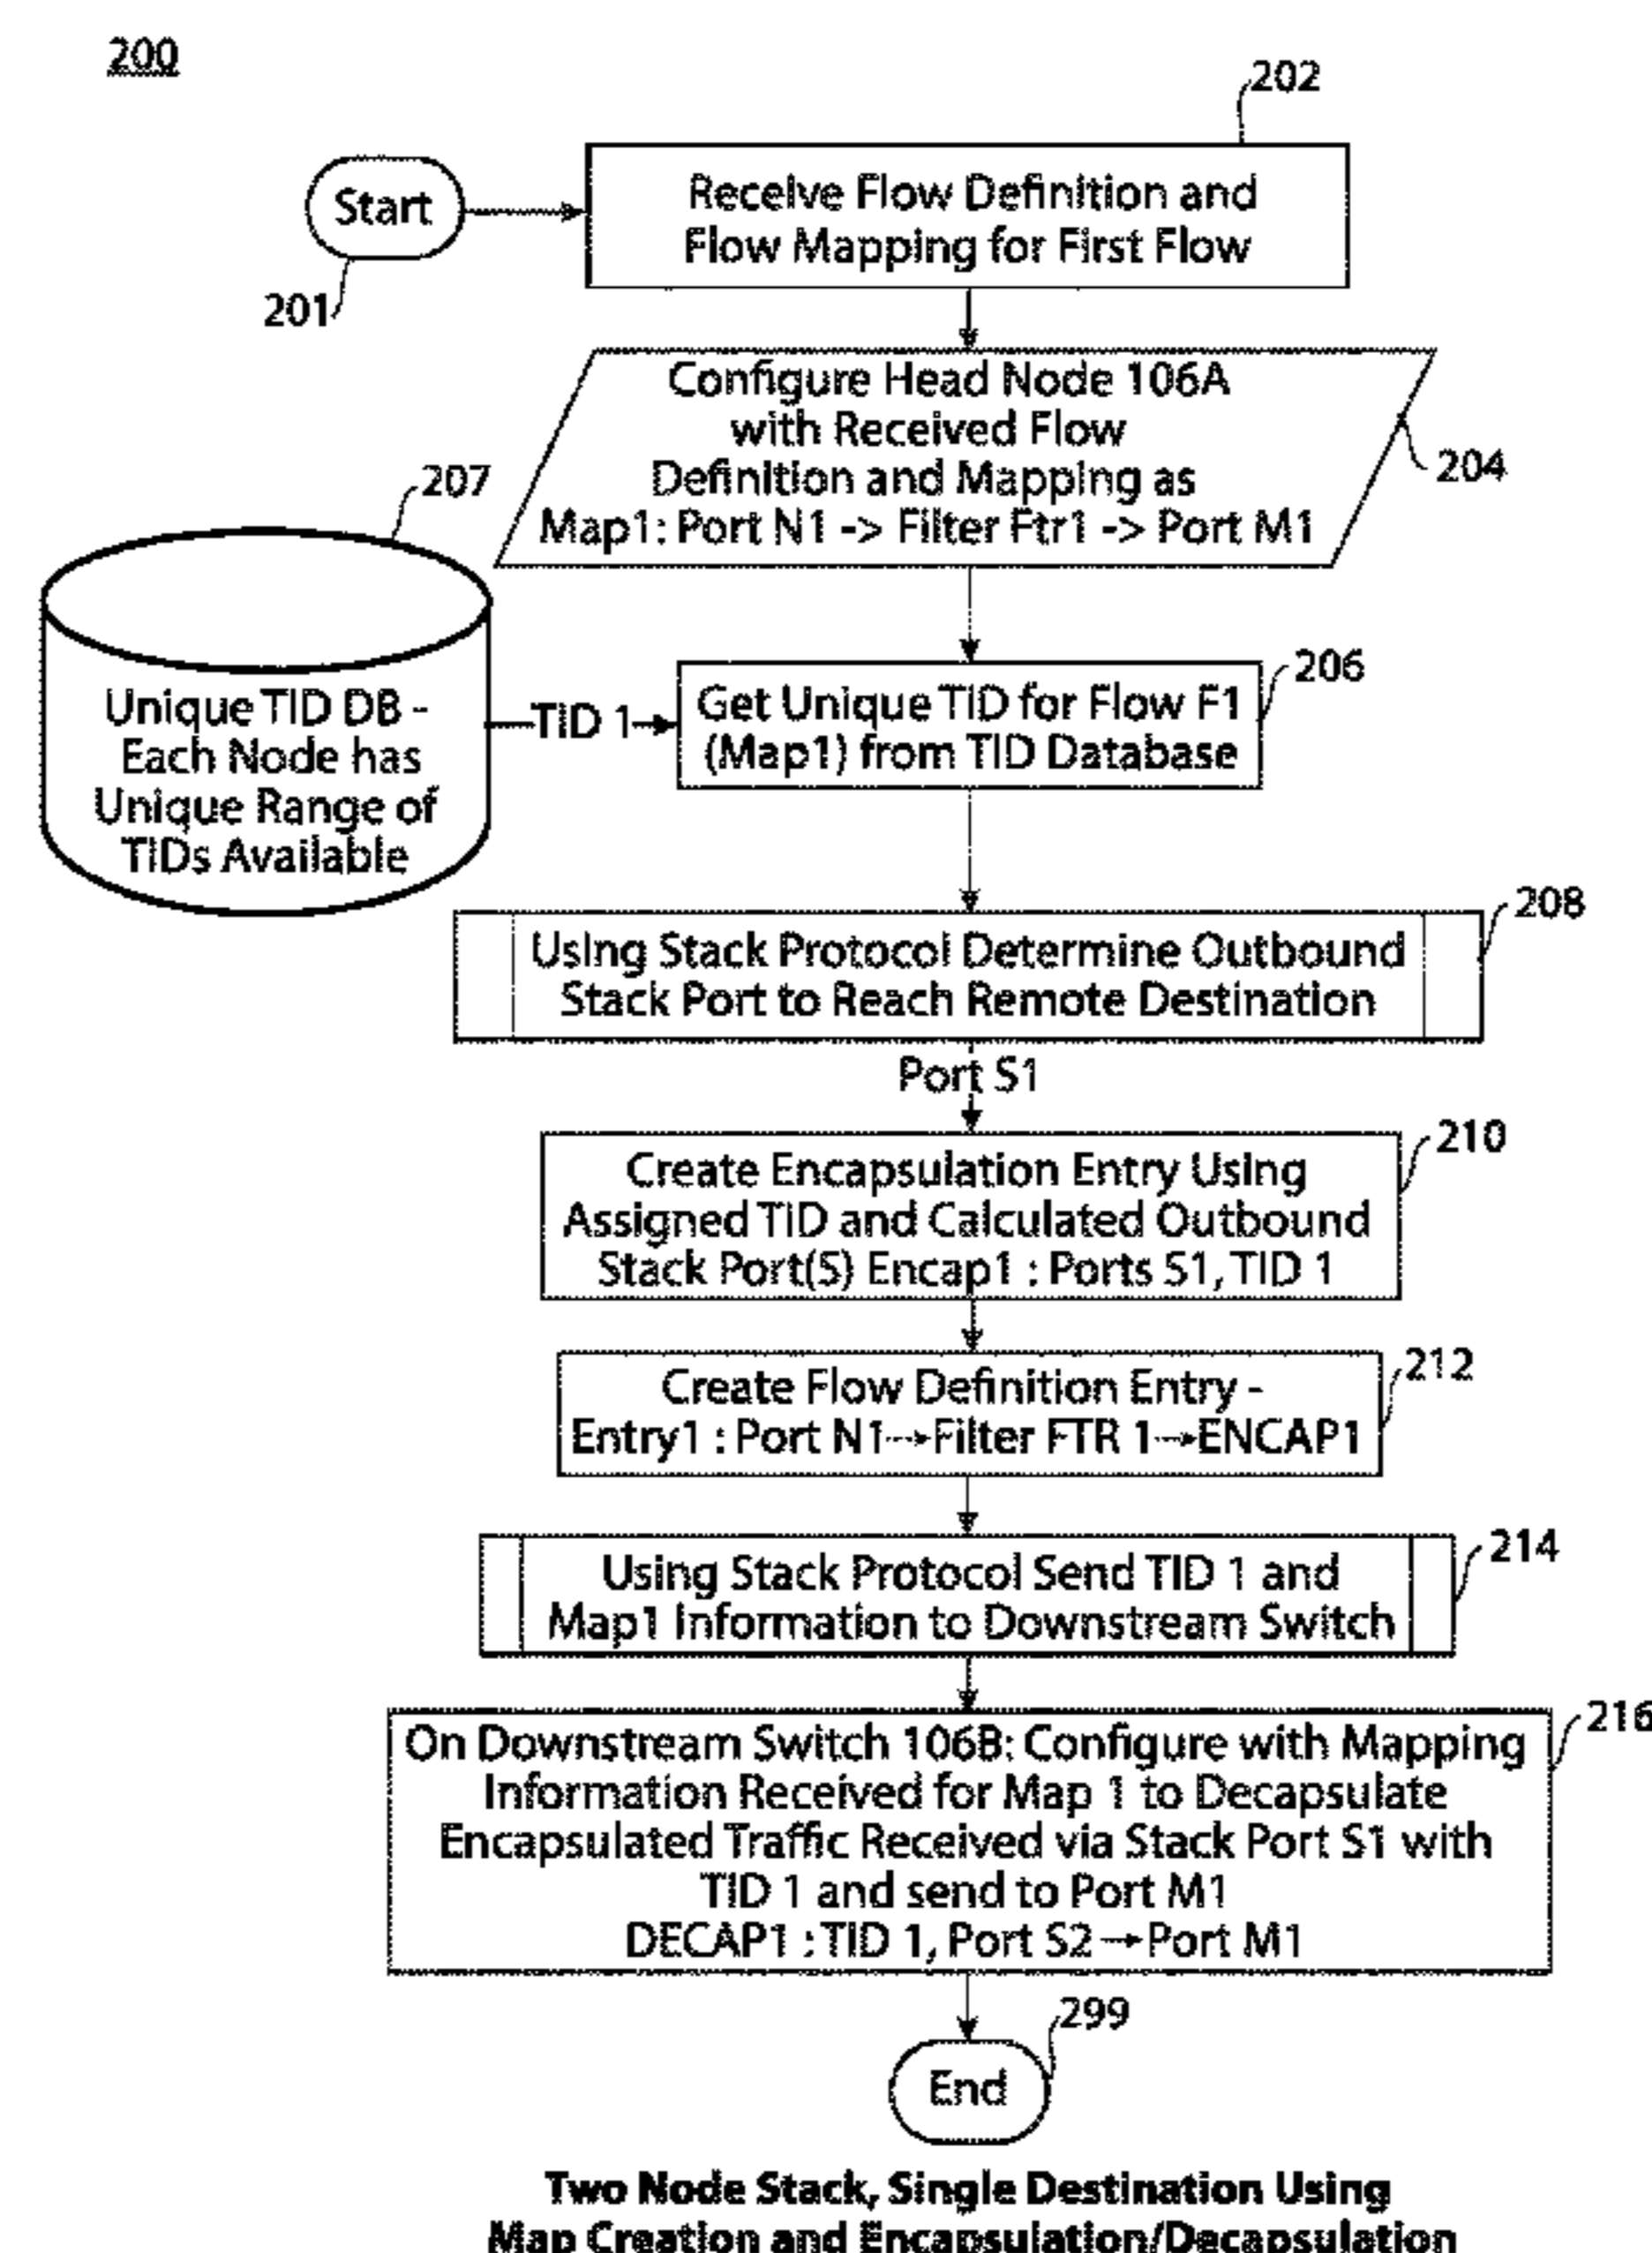 200
202
Start
Receive Flow Definition and
Flow Mapping for First Flow
201
Configure Head Node 106A
with Received Flow
Definition and Mapping as
Map1: Port N1 -> Filter Ftr1 -> Port M1
204
207
Unique TID DB -
Each Node has
Unique Range of
TIDs Available
TID 1
206
Get Unique TID for Flow F1
(Map1) from TID Database
208
Using Stack Protocol Determine Outbound
Stack Port to Reach Remote Destination
Port S1
210
Create Encapsulation Entry Using
Assigned TID and Calculated Outbound
Stack Port(S) Encap1 : Ports S1, TID 1
212
Create Flow Definition Entry -
Entry1 : Port N1→Filter FTR 1→ENCAP1
214
Using Stack Protocol Send TID 1 and
Map1 Information to Downstream Switch
216
On Downstream Switch 106B: Configure with Mapping
Information Received for Map 1 to Decapsulate
Encapsulated Traffic Received via Stack Port S1 with
TID 1 and send to Port M1
DECAP1 : TID 1, Port S2→Port M1
299
End
Two Node Stack, Single Destination Using
Map Creation and Encapsulation/Decapsulation